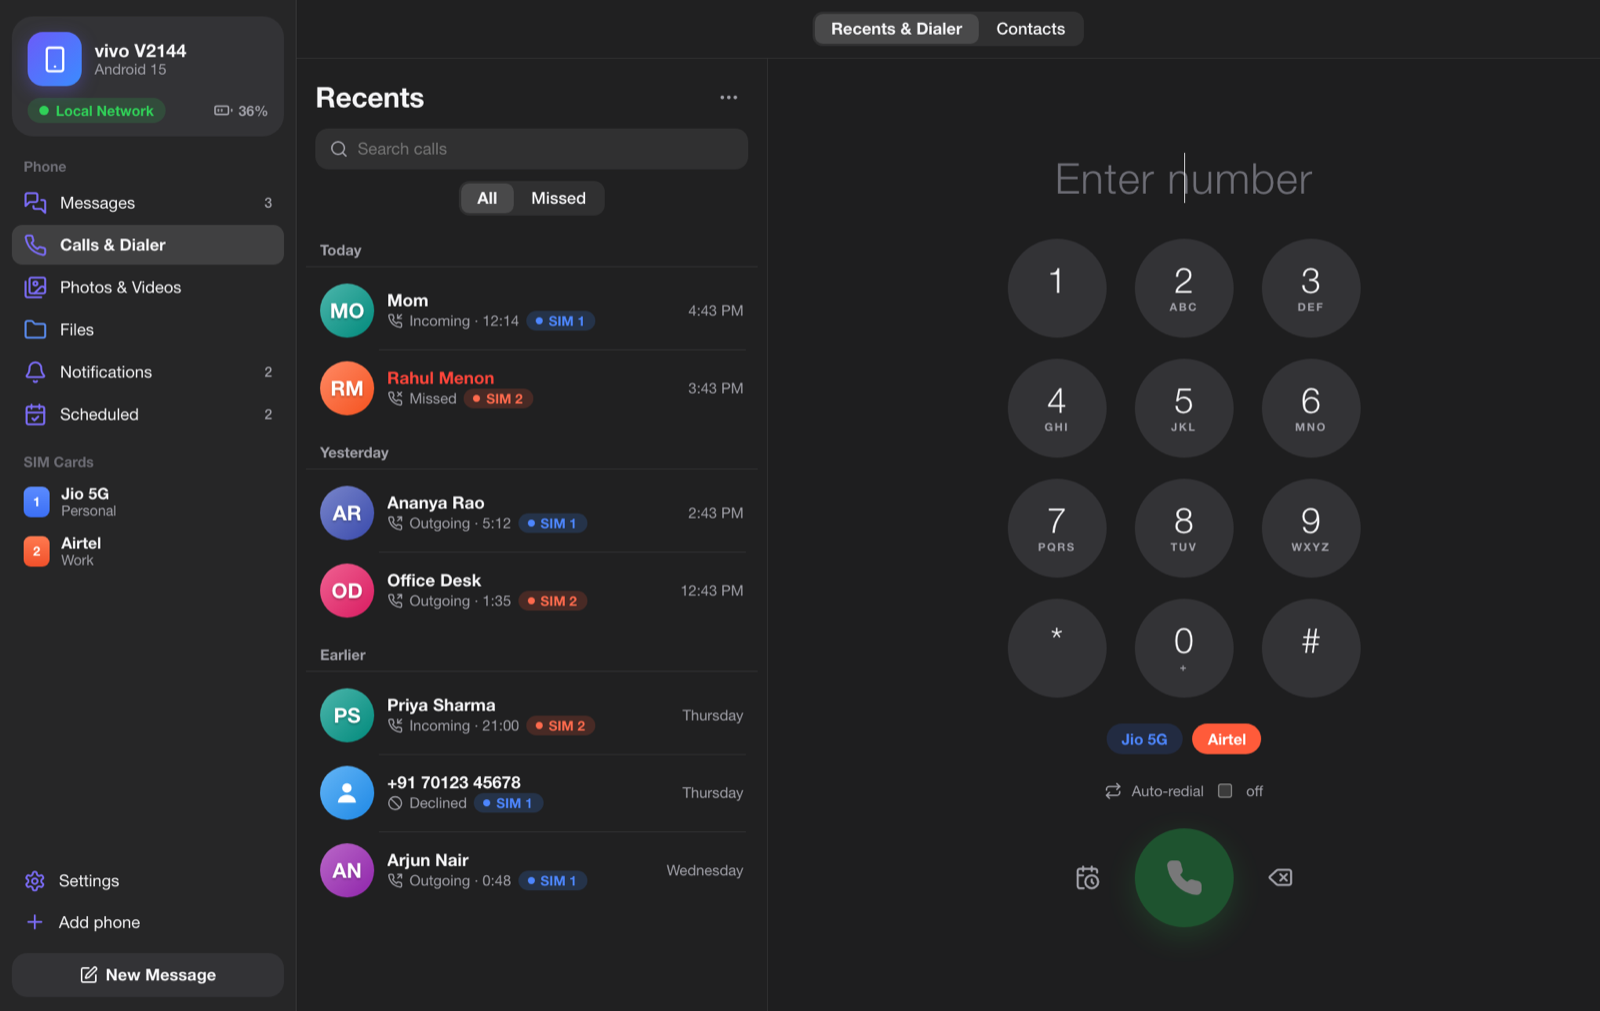 vivo V2144
Android 15
Local Network
36%
Phone
Messages
3
Calls & Dialer
Photos & Videos
Files
Notifications
2
Scheduled
2
SIM Cards
1
Jio 5G
Personal
2
Airtel
Work
Settings
Add phone
New Message
Recents & Dialer
Contacts
Recents
Search calls
All
Missed
Today
MO
Mom
Incoming · 12:14
SIM 1
4:43 PM
RM
Rahul Menon
Missed
SIM 2
3:43 PM
Yesterday
AR
Ananya Rao
Outgoing · 5:12
SIM 1
2:43 PM
OD
Office Desk
Outgoing · 1:35
SIM 2
12:43 PM
Earlier
PS
Priya Sharma
Incoming · 21:00
SIM 2
Thursday
+91 70123 45678
Declined
SIM 1
Thursday
AN
Arjun Nair
Outgoing · 0:48
SIM 1
Wednesday
Enter number
1
2
ABC
3
DEF
4
GHI
5
JKL
6
MNO
7
PQRS
8
TUV
9
WXYZ
*
0
+
#
Jio 5G
Airtel
Auto-redial
off